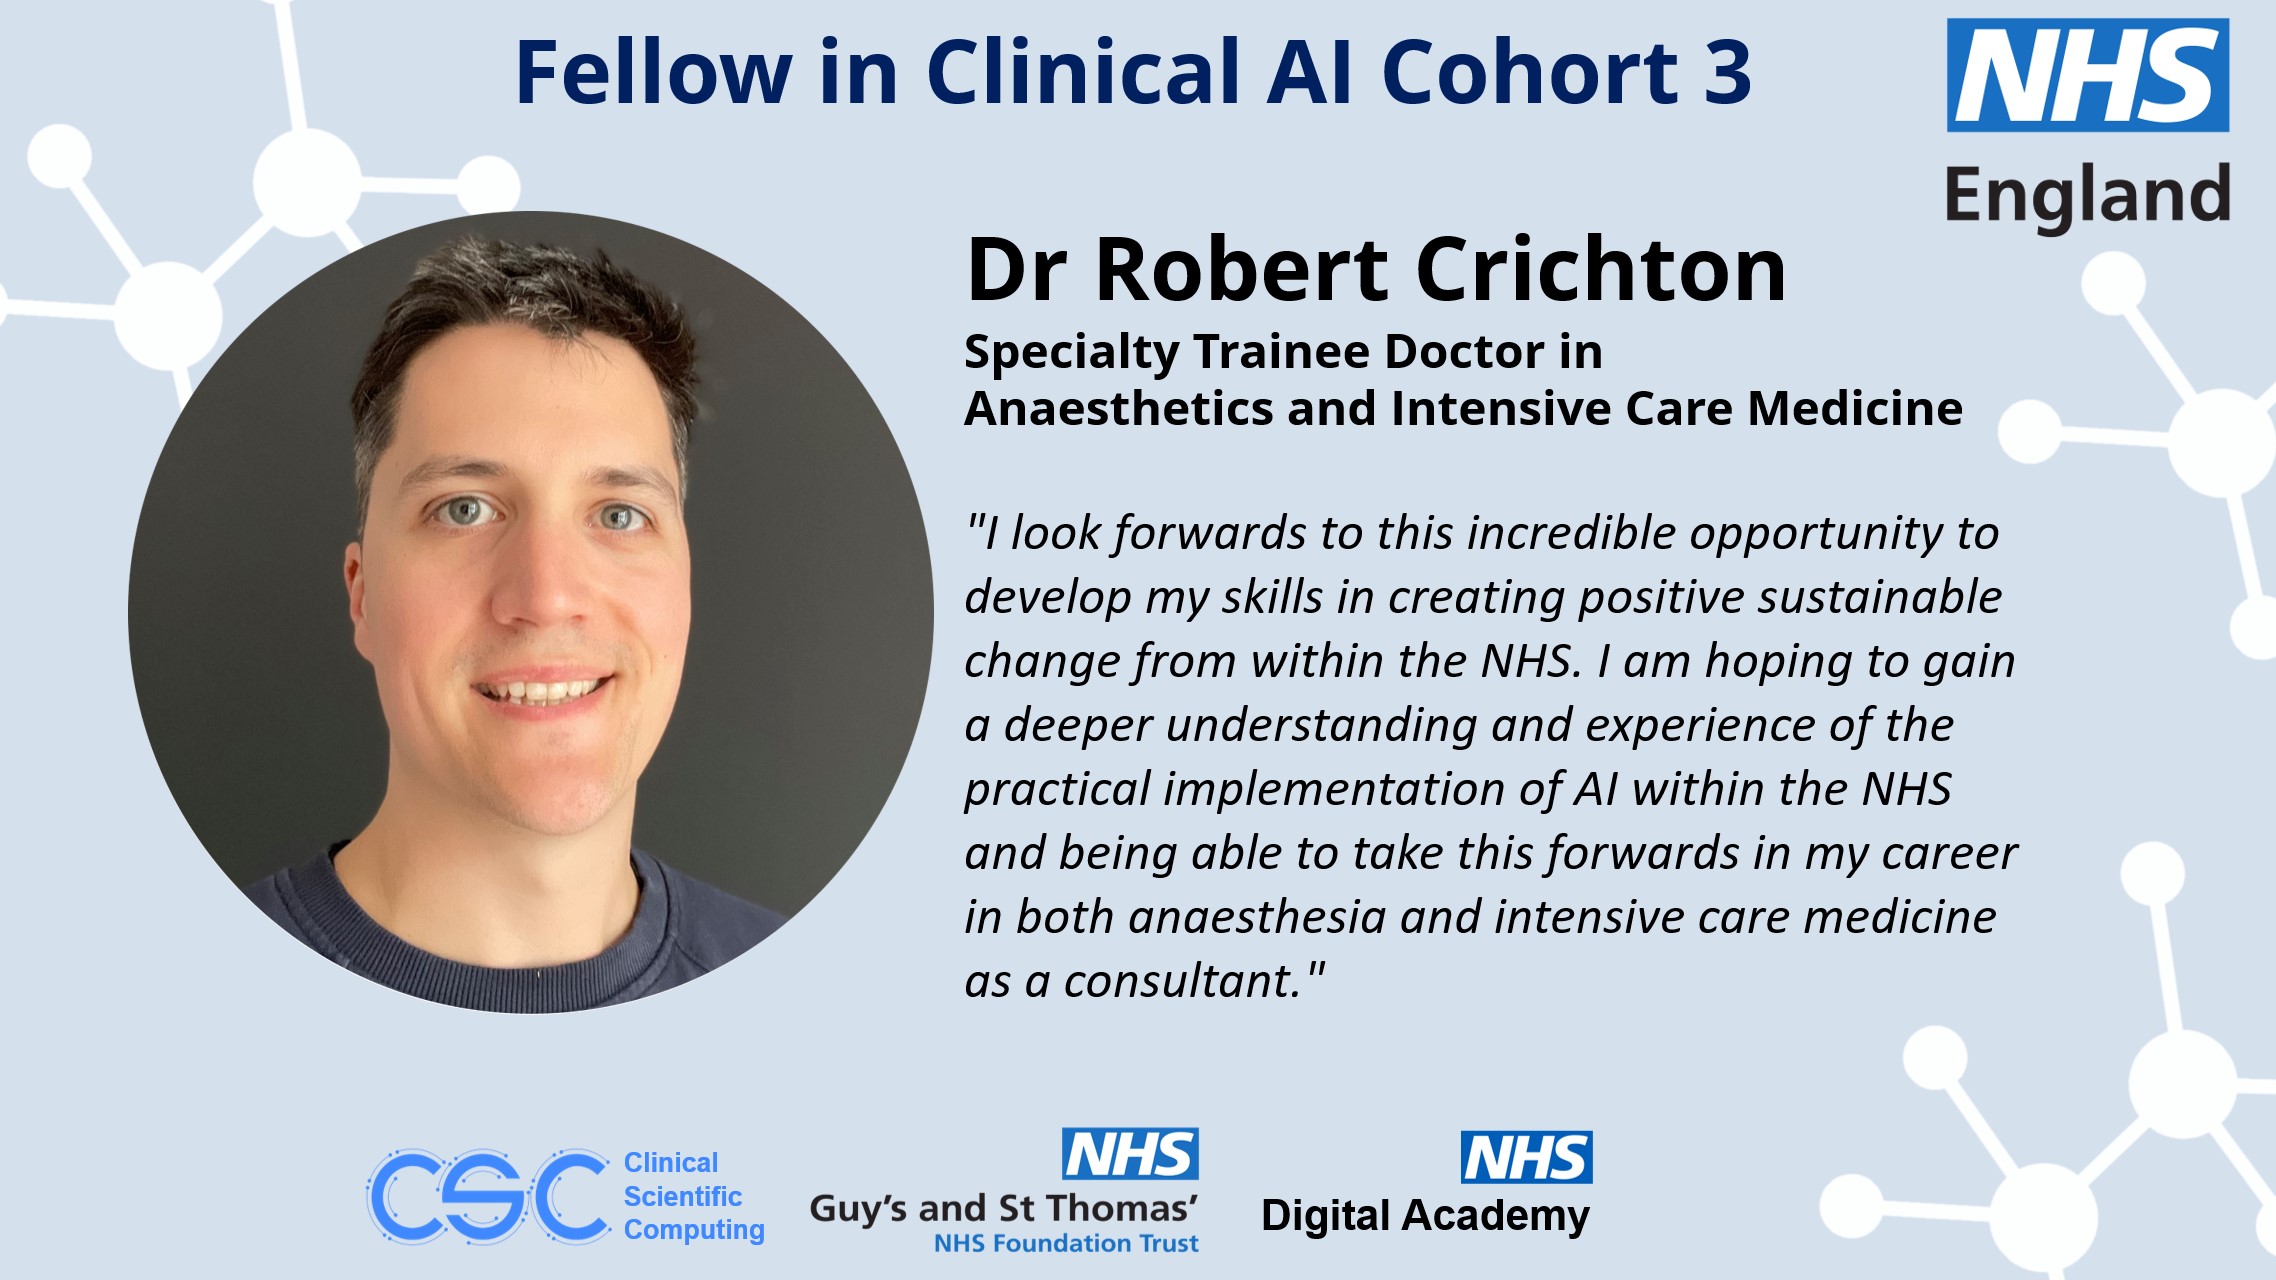 Fellow in Clinical AI Cohort 3
NHS
England
Dr Robert Crichton
Specialty Trainee Doctor in
Anaesthetics and Intensive Care Medicine
"I look forwards to this incredible opportunity to
develop my skills in creating positive sustainable
change from within the NHS. I am hoping to gain
a deeper understanding and experience of the
practical implementation of AI within the NHS
and being able to take this forwards in my career
in both anaesthesia and intensive care medicine
as a consultant."
CSC
Clinical
Scientific
Computing
NHS
Guy's and St Thomas'
NHS Foundation Trust
NHS
Digital Academy